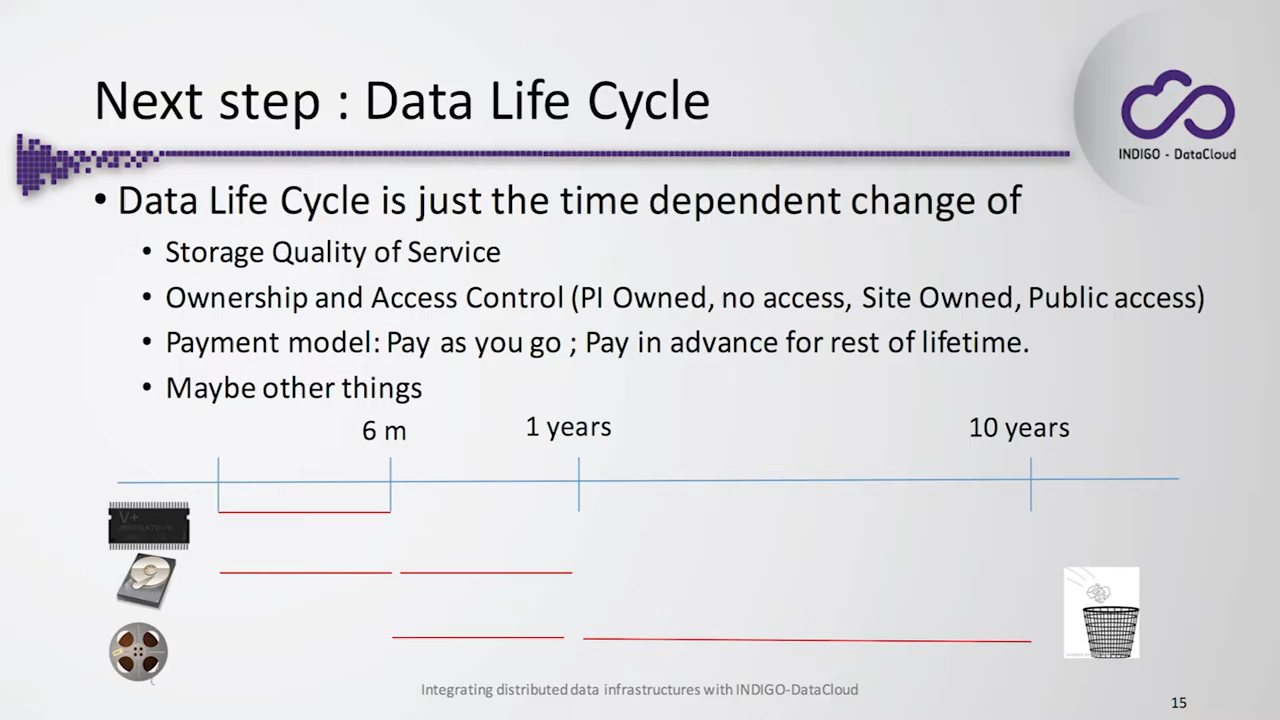 Next step : Data Life Cycle
INDIGO - DataCloud
• Data Life Cycle is just the time dependent change of
• Storage Quality of Service
• Ownership and Access Control (PI Owned, no access, Site Owned, Public access)
• Payment model: Pay as you go ; Pay in advance for rest of lifetime.
• Maybe other things
6 m
1 years
10 years
V+
Integrating distributed data infrastructures with INDIGO-DataCloud
15